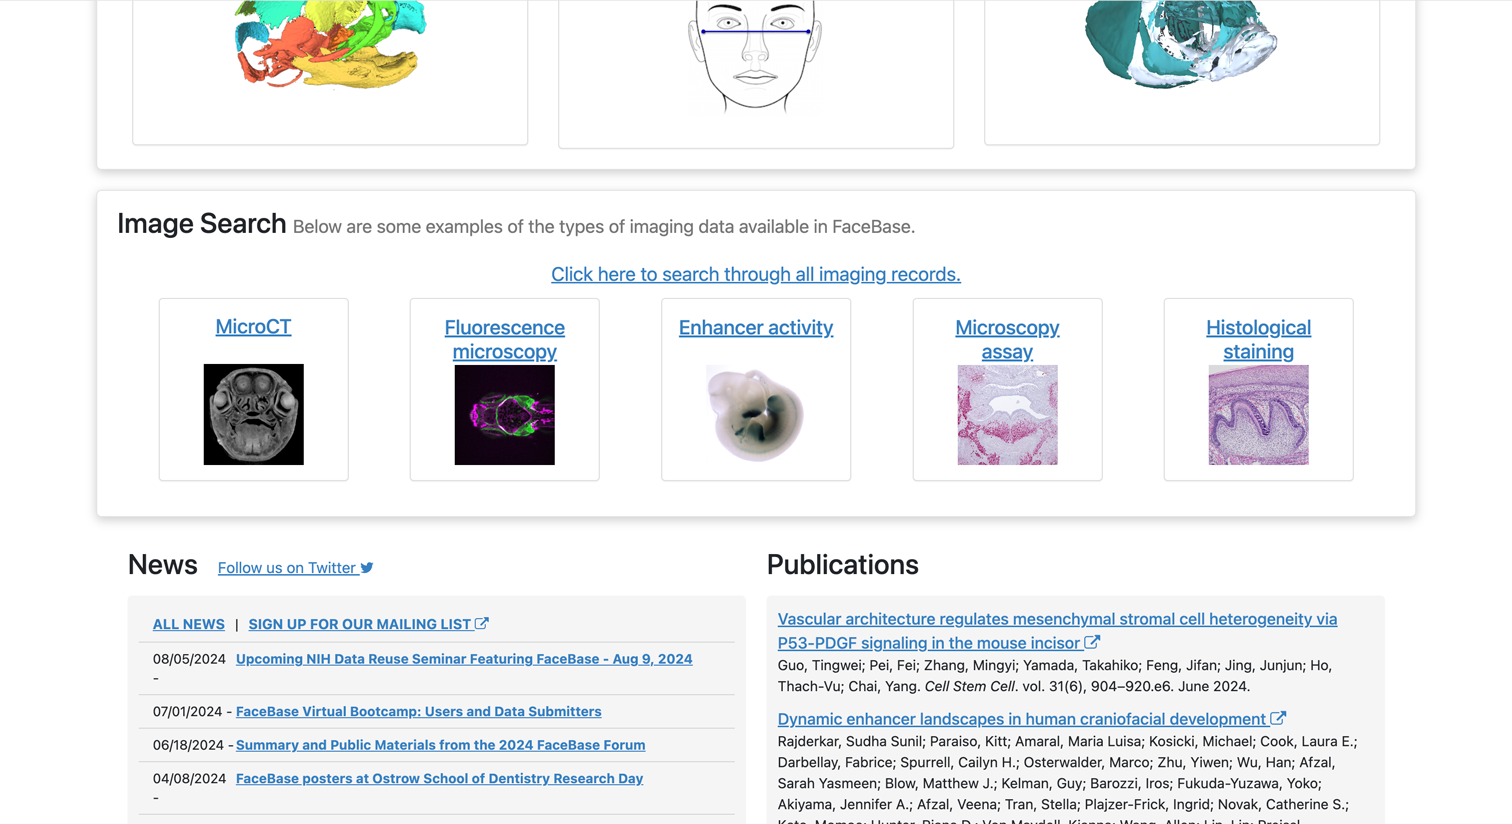 Image Search Below are some examples of the types of imaging data available in FaceBase.
Click here to search through all imaging records.
MicroCT
Fluorescence
microscopy
Enhancer activity
Microscopy
assay
Histological
staining
News Follow us on Twitter
ALL NEWS | SIGN UP FOR OUR MAILING LIST
08/05/2024 Upcoming NIH Data Reuse Seminar Featuring FaceBase - Aug 9, 2024
-
07/01/2024 - FaceBase Virtual Bootcamp: Users and Data Submitters
06/18/2024 - Summary and Public Materials from the 2024 FaceBase Forum
04/08/2024 FaceBase posters at Ostrow School of Dentistry Research Day
-
Publications
Vascular architecture regulates mesenchymal stromal cell heterogeneity via
P53-PDGF signaling in the mouse incisor
Guo, Tingwei; Pei, Fei; Zhang, Mingyi; Yamada, Takahiko; Feng, Jifan; Jing, Junjun; Ho,
Thach-Vu; Chai, Yang. Cell Stem Cell. vol. 31(6), 904–920.e6. June 2024.
Dynamic enhancer landscapes in human craniofacial development
Rajderkar, Sudha Sunil; Paraiso, Kitt; Amaral, Maria Luisa; Kosicki, Michael; Cook, Laura E.;
Darbellay, Fabrice; Spurrell, Cailyn H.; Osterwalder, Marco; Zhu, Yiwen; Wu, Han; Afzal,
Sarah Yasmeen; Blow, Matthew J.; Kelman, Guy; Barozzi, Iros; Fukuda-Yuzawa, Yoko;
Akiyama, Jennifer A.; Afzal, Veena; Tran, Stella; Plajzer-Frick, Ingrid; Novak, Catherine S.;